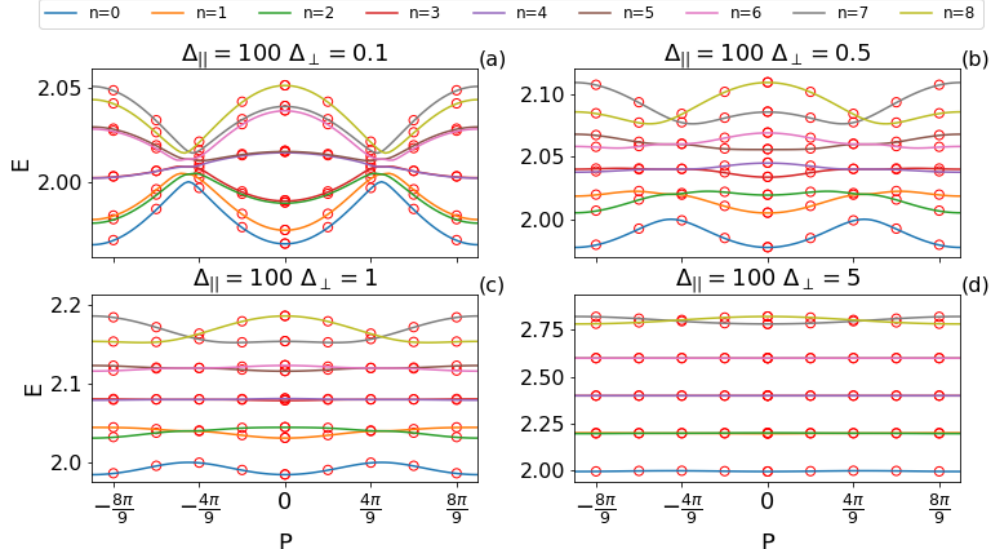 n=0 n=1 n=2 n=3 n=4 n=5 n=6 n=7 n=8
Δ|| = 100 Δ⊥ = 0.1 (a)
Δ|| = 100 Δ⊥ = 0.5 (b)
E
2.05
2.00
2.10
2.05
2.00
Δ|| = 100 Δ⊥ = 1 (c)
Δ|| = 100 Δ⊥ = 5 (d)
E
2.2
2.1
2.0
2.75
2.50
2.25
2.00
−8π/9 −4π/9 0 4π/9 8π/9
−8π/9 −4π/9 0 4π/9 8π/9
P
P